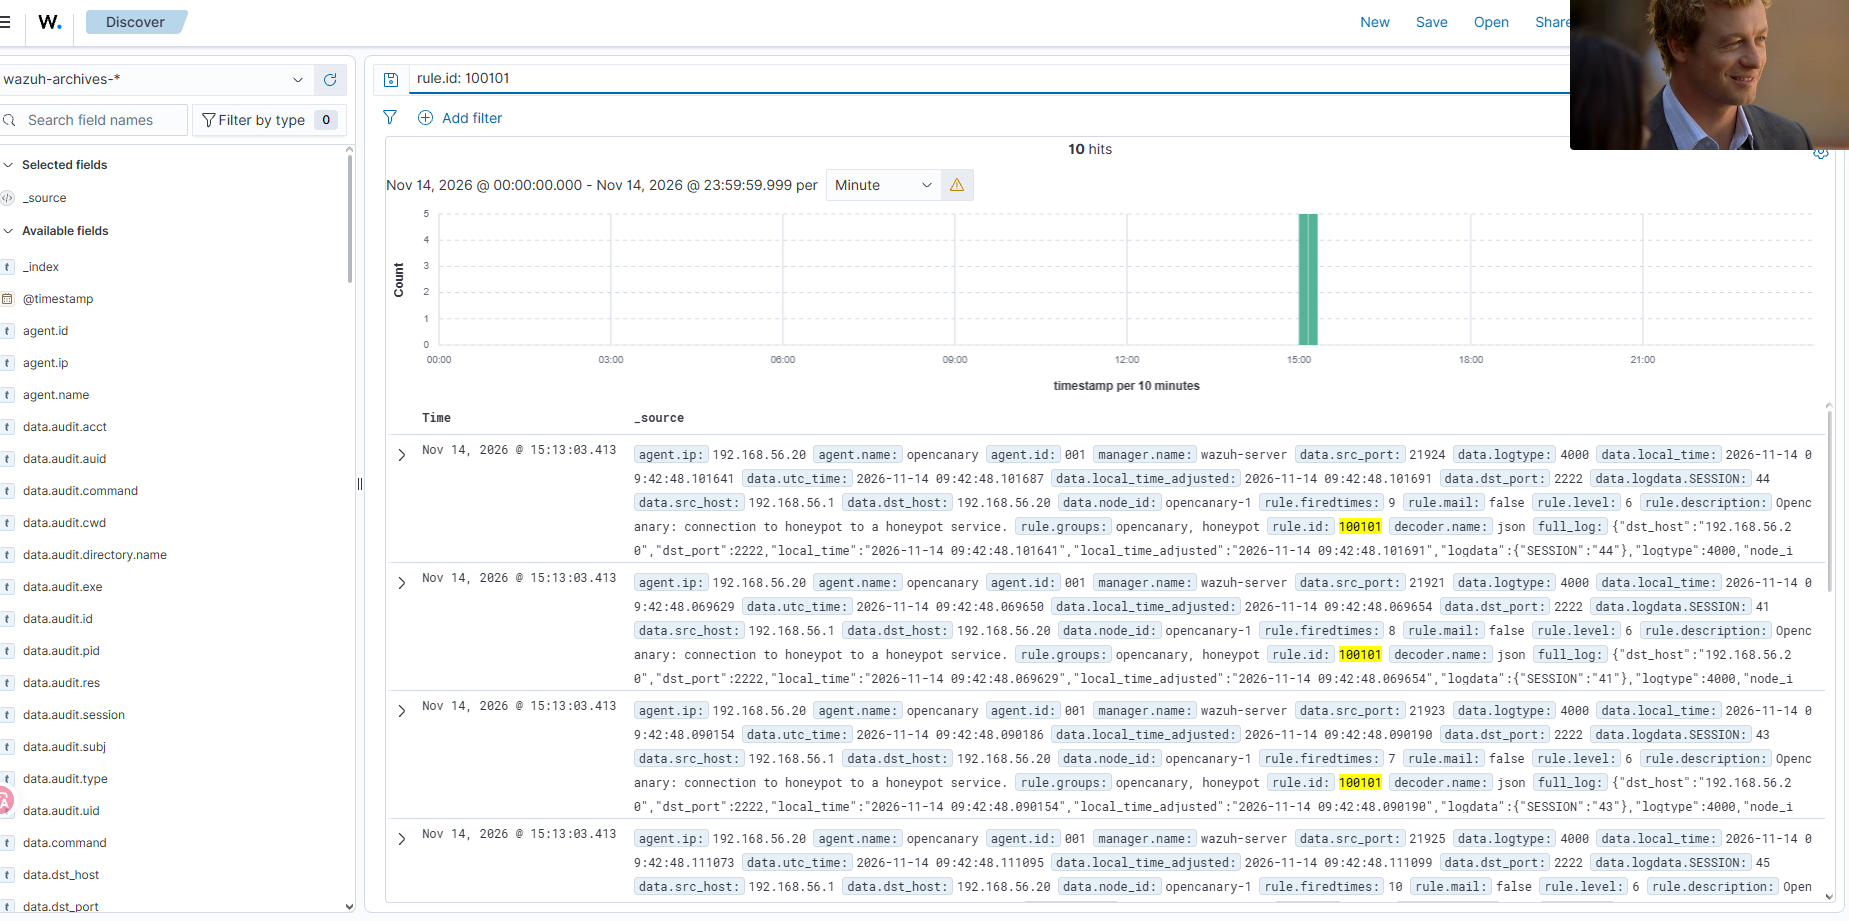 W.
Discover
New
Save
Open
Share
wazuh-archives-*
rule.id: 100101
Search field names
Filter by type 0
Add filter
Selected fields
_source
Available fields
_index
@timestamp
agent.id
agent.ip
agent.name
data.audit.acct
data.audit.auid
data.audit.command
data.audit.cwd
data.audit.directory.name
data.audit.exe
data.audit.id
data.audit.pid
data.audit.res
data.audit.session
data.audit.subj
data.audit.type
data.audit.uid
data.command
data.dst_host
data.dst_port
10 hits
Nov 14, 2026 @ 00:00:00.000 - Nov 14, 2026 @ 23:59:59.999 per
Minute
Count
5
4
3
2
1
0
00:00
03:00
06:00
09:00
12:00
15:00
18:00
21:00
timestamp per 10 minutes
Time
_source
Nov 14, 2026 @ 15:13:03.413
agent.ip: 192.168.56.20 agent.name: opencanary agent.id: 001 manager.name: wazuh-server data.src_port: 21924 data.logtype: 4000 data.local_time: 2026-11-14 0
9:42:48.101641 data.utc_time: 2026-11-14 09:42:48.101687 data.local_time_adjusted: 2026-11-14 09:42:48.101691 data.dst_port: 2222 data.logdata.SESSION: 44
data.src_host: 192.168.56.1 data.dst_host: 192.168.56.20 data.node_id: opencanary-1 rule.firedtimes: 9 rule.mail: false rule.level: 6 rule.description: Openc
anary: connection to honeypot to a honeypot service. rule.groups: opencanary, honeypot rule.id: 100101 decoder.name: json full_log: {"dst_host":"192.168.56.2
0","dst_port":2222,"local_time":"2026-11-14 09:42:48.101641","local_time_adjusted":"2026-11-14 09:42:48.101691","logdata":{"SESSION":"44"},"logtype":4000,"node_i
Nov 14, 2026 @ 15:13:03.413
agent.ip: 192.168.56.20 agent.name: opencanary agent.id: 001 manager.name: wazuh-server data.src_port: 21921 data.logtype: 4000 data.local_time: 2026-11-14 0
9:42:48.069629 data.utc_time: 2026-11-14 09:42:48.069650 data.local_time_adjusted: 2026-11-14 09:42:48.069654 data.dst_port: 2222 data.logdata.SESSION: 41
data.src_host: 192.168.56.1 data.dst_host: 192.168.56.20 data.node_id: opencanary-1 rule.firedtimes: 8 rule.mail: false rule.level: 6 rule.description: Openc
anary: connection to honeypot to a honeypot service. rule.groups: opencanary, honeypot rule.id: 100101 decoder.name: json full_log: {"dst_host":"192.168.56.2
0","dst_port":2222,"local_time":"2026-11-14 09:42:48.069629","local_time_adjusted":"2026-11-14 09:42:48.069654","logdata":{"SESSION":"41"},"logtype":4000,"node_i
Nov 14, 2026 @ 15:13:03.413
agent.ip: 192.168.56.20 agent.name: opencanary agent.id: 001 manager.name: wazuh-server data.src_port: 21923 data.logtype: 4000 data.local_time: 2026-11-14 0
9:42:48.090154 data.utc_time: 2026-11-14 09:42:48.090186 data.local_time_adjusted: 2026-11-14 09:42:48.090190 data.dst_port: 2222 data.logdata.SESSION: 43
data.src_host: 192.168.56.1 data.dst_host: 192.168.56.20 data.node_id: opencanary-1 rule.firedtimes: 7 rule.mail: false rule.level: 6 rule.description: Openc
anary: connection to honeypot to a honeypot service. rule.groups: opencanary, honeypot rule.id: 100101 decoder.name: json full_log: {"dst_host":"192.168.56.2
0","dst_port":2222,"local_time":"2026-11-14 09:42:48.090154","local_time_adjusted":"2026-11-14 09:42:48.090190","logdata":{"SESSION":"43"},"logtype":4000,"node_i
Nov 14, 2026 @ 15:13:03.413
agent.ip: 192.168.56.20 agent.name: opencanary agent.id: 001 manager.name: wazuh-server data.src_port: 21925 data.logtype: 4000 data.local_time: 2026-11-14 0
9:42:48.111073 data.utc_time: 2026-11-14 09:42:48.111095 data.local_time_adjusted: 2026-11-14 09:42:48.111099 data.dst_port: 2222 data.logdata.SESSION: 45
data.src_host: 192.168.56.1 data.dst_host: 192.168.56.20 data.node_id: opencanary-1 rule.firedtimes: 10 rule.mail: false rule.level: 6 rule.description: Open